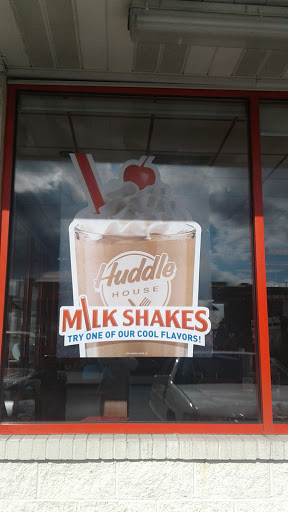 Huddle
HOUSE
MILK SHAKES
TRY ONE OF OUR COOL FLAVORS!